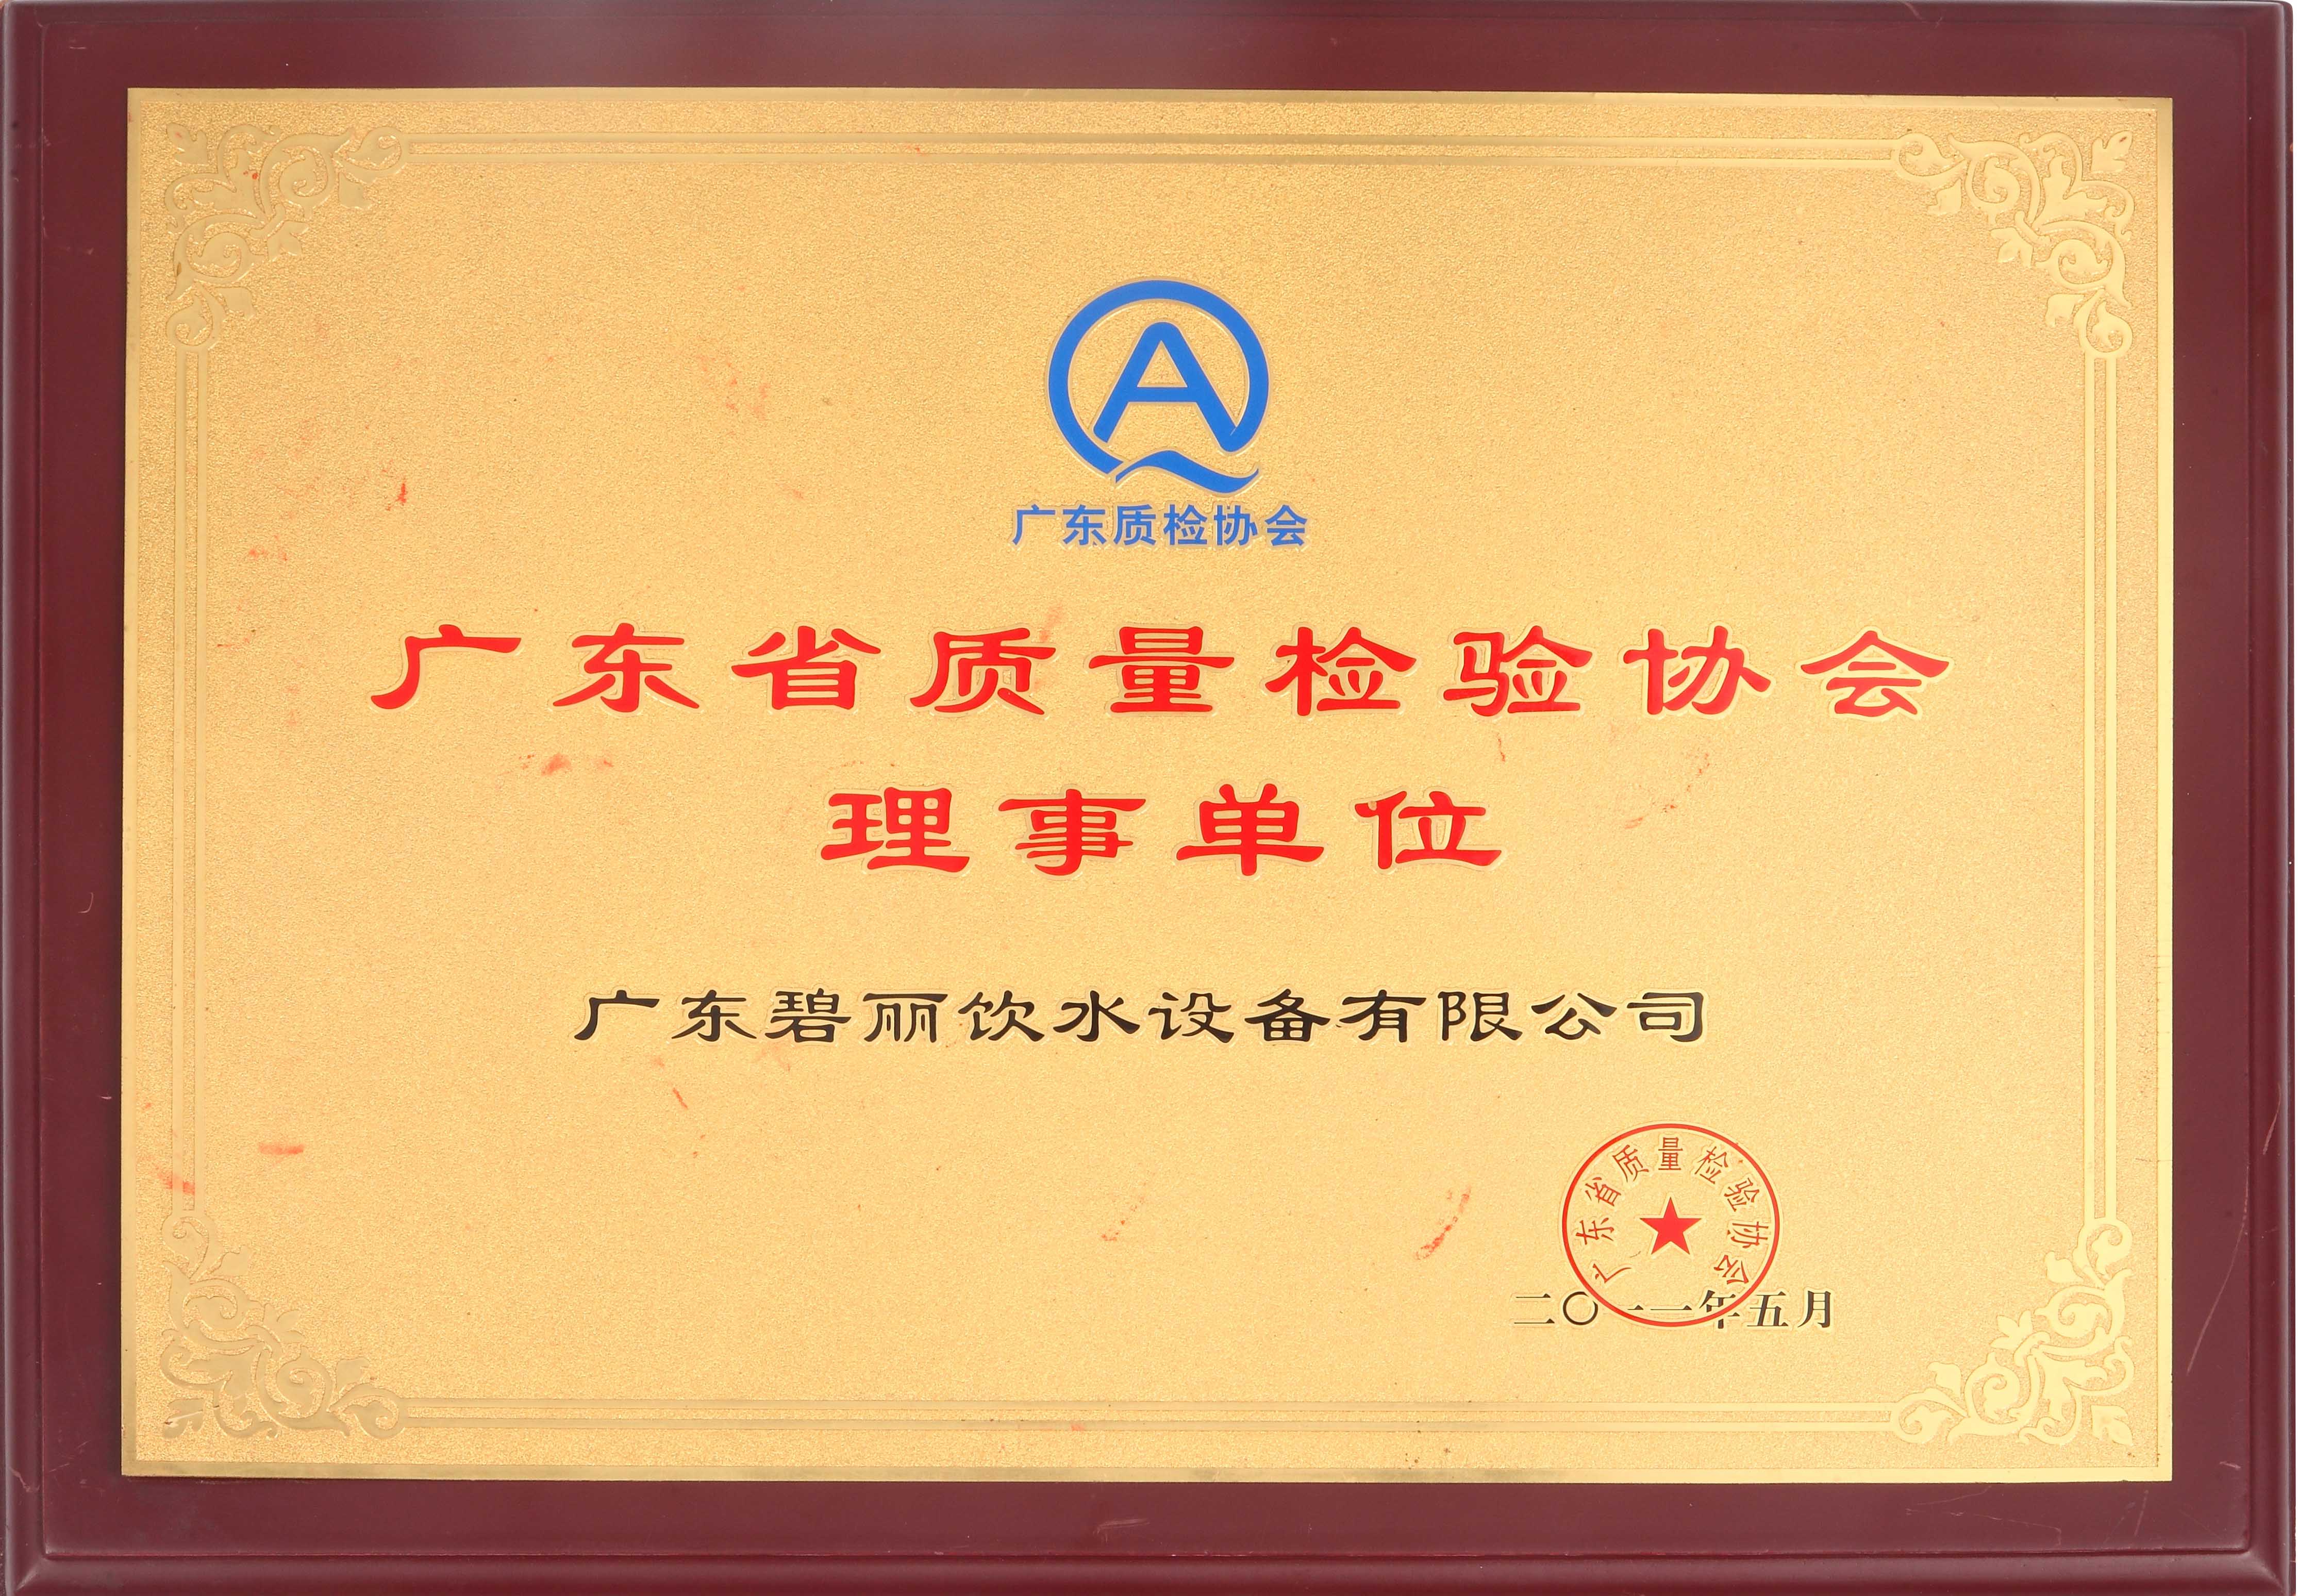 QA
广东质检协会
广东省质量检验协会
理事单位
广东碧丽饮水设备有限公司
广东省质量检验协会
二〇一一年五月